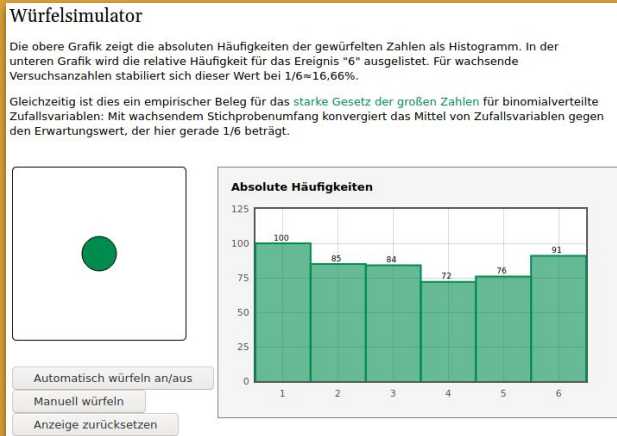 Würfelsimulator
Die obere Grafik zeigt die absoluten Häufigkeiten der gewürfelten Zahlen als Histogramm. In der
unteren Grafik wird die relative Häufigkeit für das Ereignis "6" ausgelistet. Für wachsende
Versuchsanzahlen stabiliert sich dieser Wert bei 1/6≈16,66%.
Gleichzeitig ist dies ein empirischer Beleg für das starke Gesetz der großen Zahlen für binomialverteilte
Zufallsvariablen: Mit wachsendem Stichprobenumfang konvergiert das Mittel von Zufallsvariablen gegen
den Erwartungswert, der hier gerade 1/6 beträgt.
Absolute Häufigkeiten
125
100
75
50
25
0
100
85
84
72
76
91
1 2 3 4 5 6
Automatisch würfeln an/aus
Manuell würfeln
Anzeige zurücksetzen